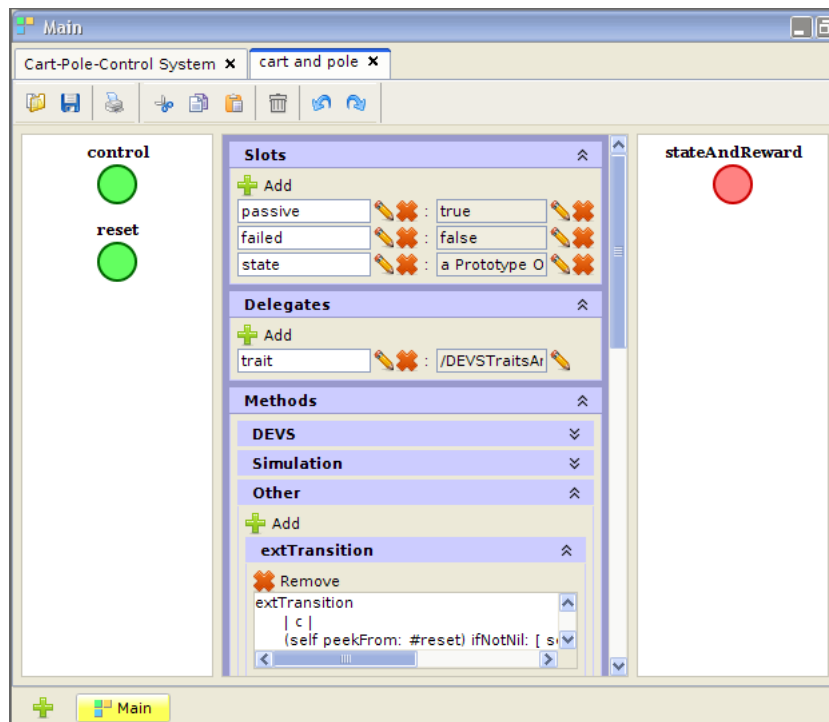 Main
Cart-Pole-Control System x cart and pole x
control
reset
Slots
Add
passive : true
failed : false
state : a Prototype O
Delegates
Add
trait : /DEVSTraitsAr
Methods
DEVS
Simulation
Other
Add
extTransition
Remove
extTransition
| c |
(self peekFrom: #reset) ifNotNil: [ s
stateAndReward
Main